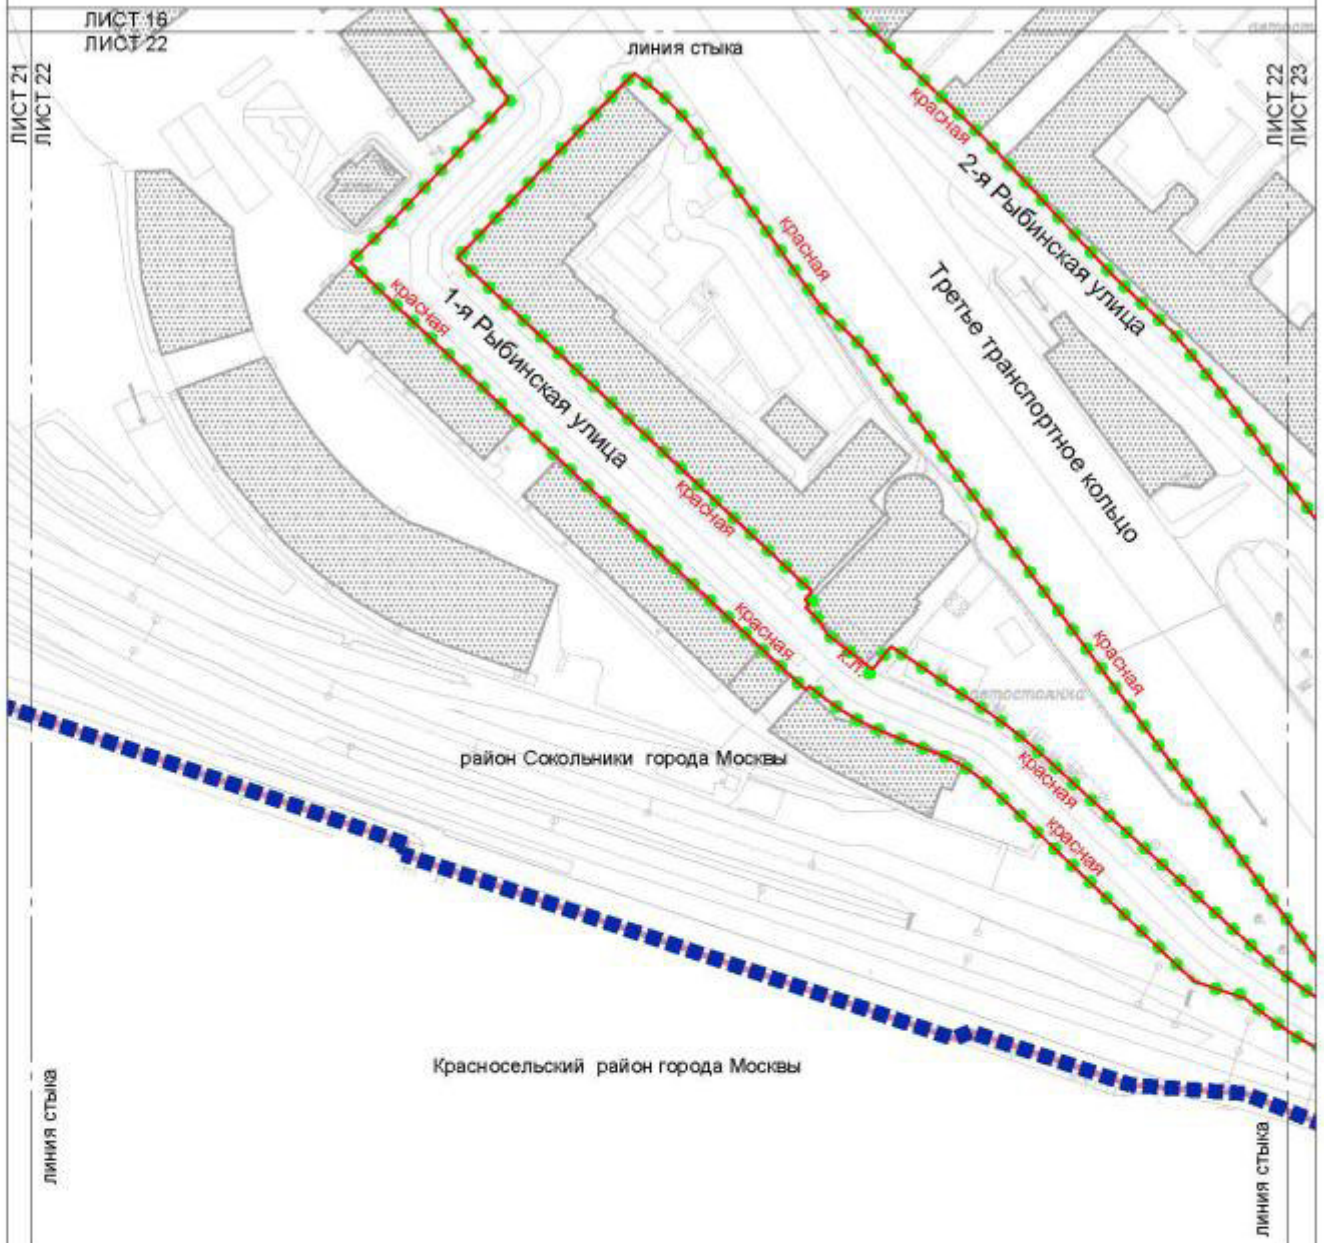 ЛИСТ 16
ЛИСТ 22
ЛИСТ 21
ЛИСТ 22
линия стыка
ЛИСТ 22
ЛИСТ 23
красная
2-я Рыбинская улица
красная
Третье транспортное кольцо
красная
1-я Рыбинская улица
красная
красная
к.л.
красная
автостоянка
район Сокольники города Москвы
красная
красная
Красносельский район города Москвы
линия стыка
линия стыка